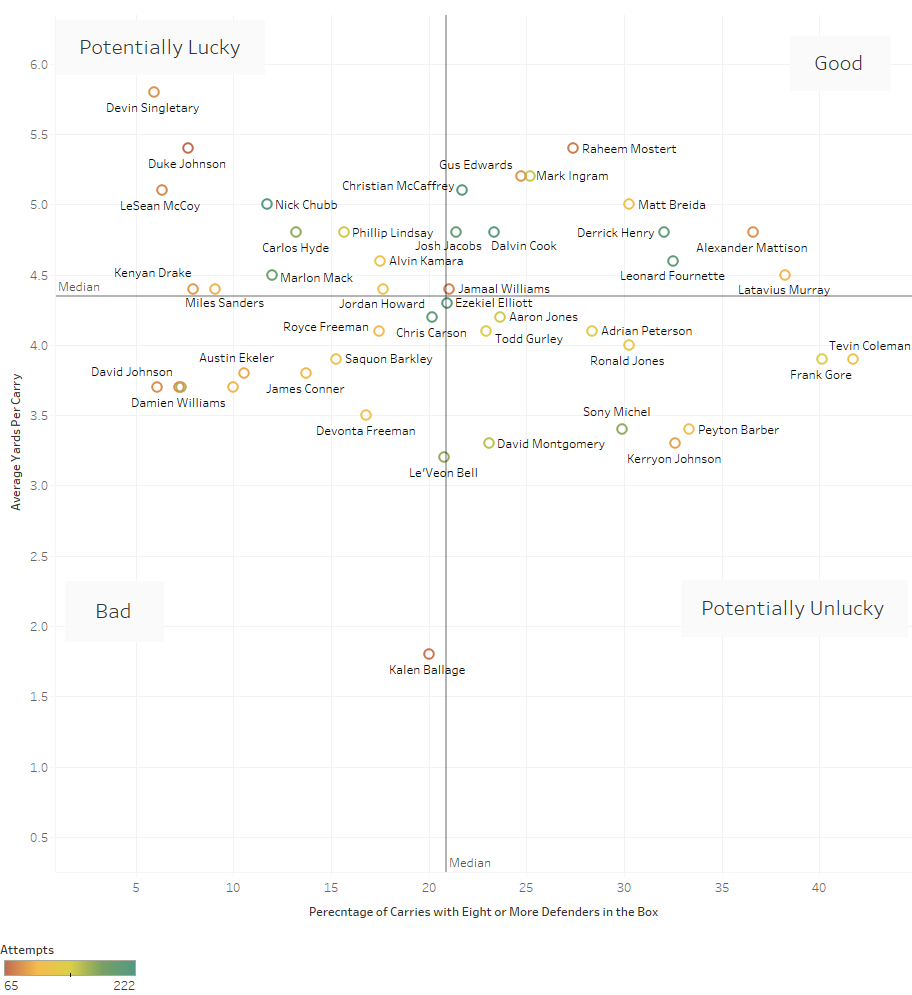 Potentially Lucky
Good
6.0
Devin Singletary
5.5
Duke Johnson
Raheem Mostert
Gus Edwards
Mark Ingram
Christian McCaffrey
LeSean McCoy
5.0
Nick Chubb
Matt Breida
Phillip Lindsay
Derrick Henry
Carlos Hyde
Josh Jacobs
Dalvin Cook
Alexander Mattison
Alvin Kamara
4.5
Kenyan Drake
Marlon Mack
Leonard Fournette
Median
Jamaal Williams
Latavius Murray
Miles Sanders
Jordan Howard
Ezekiel Elliott
Aaron Jones
Royce Freeman
Chris Carson
Todd Gurley
Adrian Peterson
4.0
Tevin Coleman
Austin Ekeler
Saquon Barkley
Ronald Jones
David Johnson
Frank Gore
James Conner
Damien Williams
3.5
Sony Michel
Devonta Freeman
Peyton Barber
David Montgomery
Kerryon Johnson
Le'Veon Bell
3.0
Average Yards Per Carry
2.5
Bad
Potentially Unlucky
2.0
Kalen Ballage
1.5
1.0
0.5
Median
5 10 15 20 25 30 35 40
Perecntage of Carries with Eight or More Defenders in the Box
Attempts
65 222